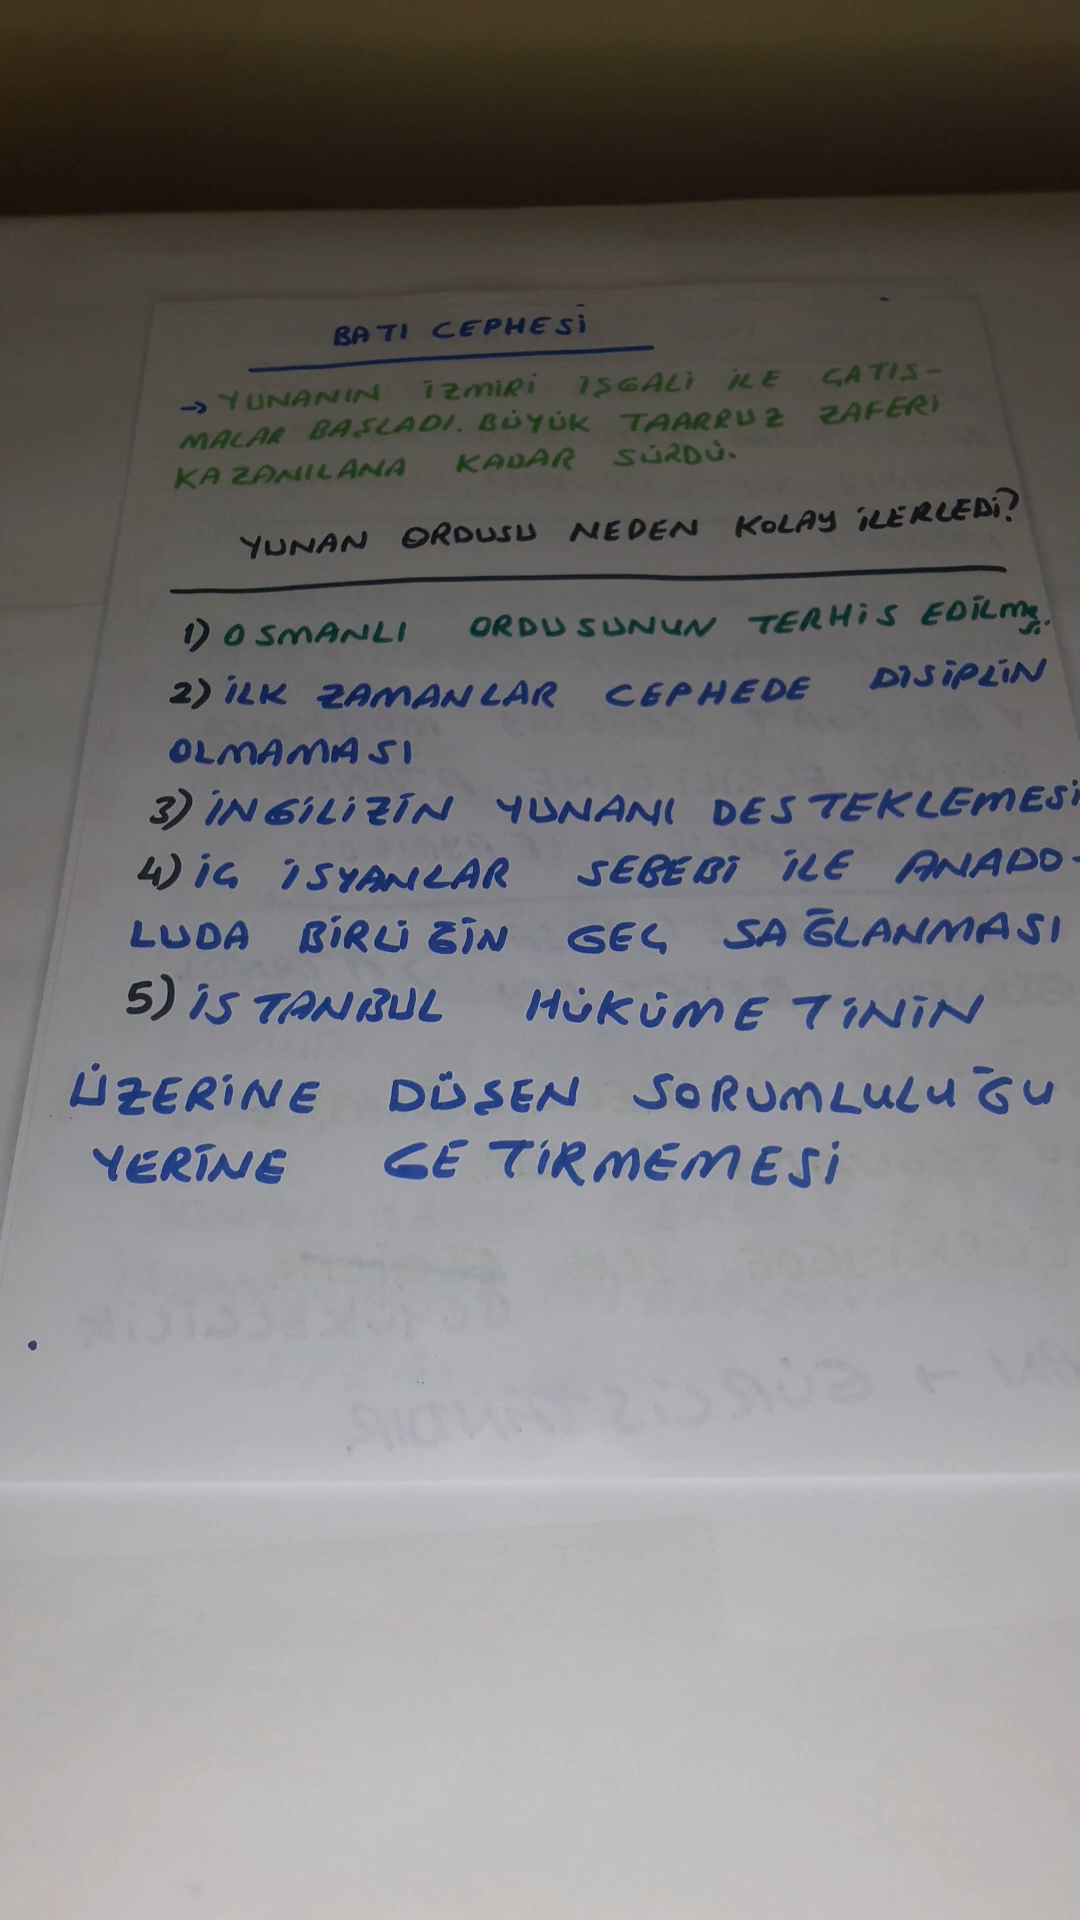 BATI CEPHESİ
→ YUNANIN İZMİRİ İŞGALİ İLE ÇATIŞ-
MALAR BAŞLADI. BÜYÜK TAARRUZ ZAFERİ
KAZANILANA KADAR SÜRDÜ.
YUNAN ORDUSU NEDEN KOLAY İLERLEDİ?
1) OSMANLI ORDUSUNUN TERHİS EDİLMESİ.
2) İLK ZAMANLAR CEPHEDE DİSİPLİN
OLMAMASI
3) İNGİLİZİN YUNANI DESTEKLEMESİ
4) İÇ İSYANLAR SEBEBİ İLE ANADO-
LUDA BİRLİĞİN GEÇ SAĞLANMASI
5) İSTANBUL HÜKÜMETİNİN
ÜZERİNE DÜŞEN SORUMLULUĞU
YERİNE GETİRMEMESİ